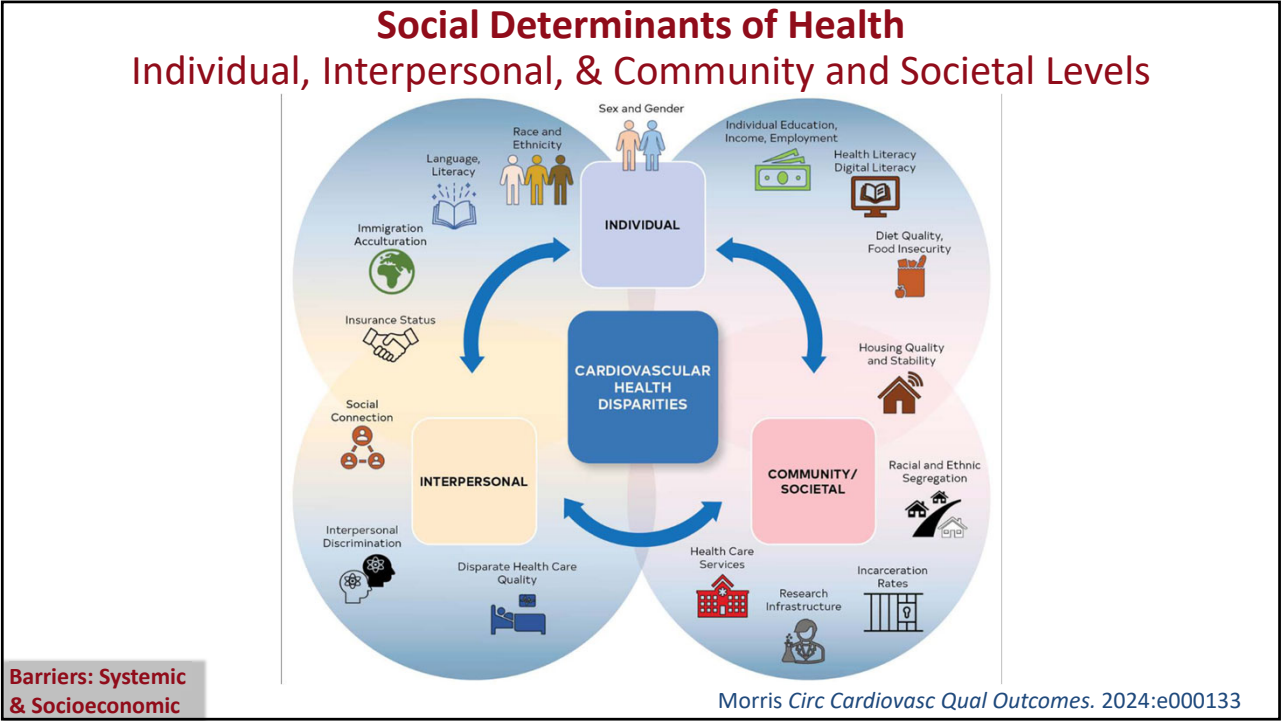 Social Determinants of Health
Individual, Interpersonal, & Community and Societal Levels
Sex and Gender
Race and
Ethnicity
Language,
Literacy
Immigration
Acculturation
Insurance Status
Individual Education,
Income, Employment
Health Literacy
Digital Literacy
Diet Quality,
Food Insecurity
Housing Quality
and Stability
INDIVIDUAL
CARDIOVASCULAR
HEALTH
DISPARITIES
Social
Connection
INTERPERSONAL
Interpersonal
Discrimination
Disparate Health Care
Quality
COMMUNITY/
SOCIETAL
Racial and Ethnic
Segregation
Health Care
Services
Research
Infrastructure
Incarceration
Rates
Barriers: Systemic
& Socioeconomic
Morris Circ Cardiovasc Qual Outcomes. 2024:e000133